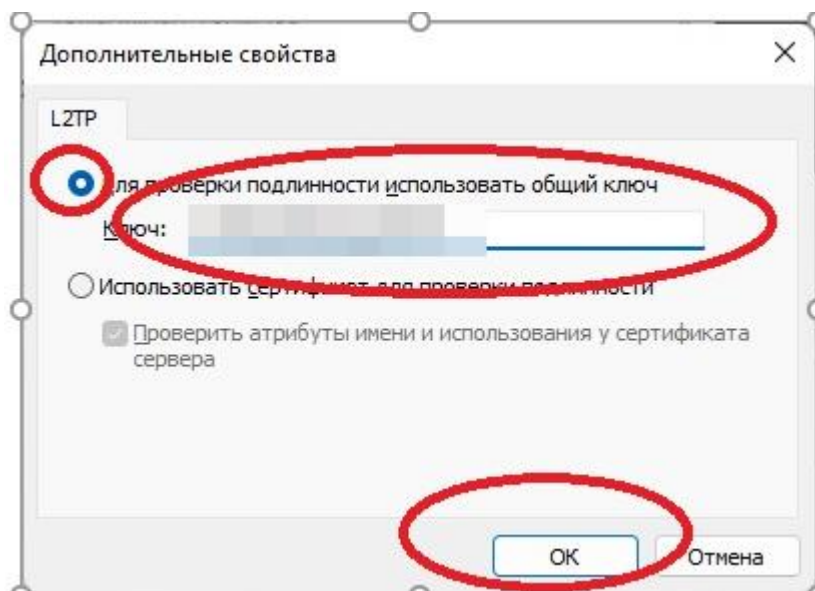 Дополнительные свойства
L2TP
Для проверки подлинности использовать общий ключ
Ключ:
Использовать сертификат для проверки подлинности
Проверить атрибуты имени и использования у сертификата
сервера
ОК
Отмена